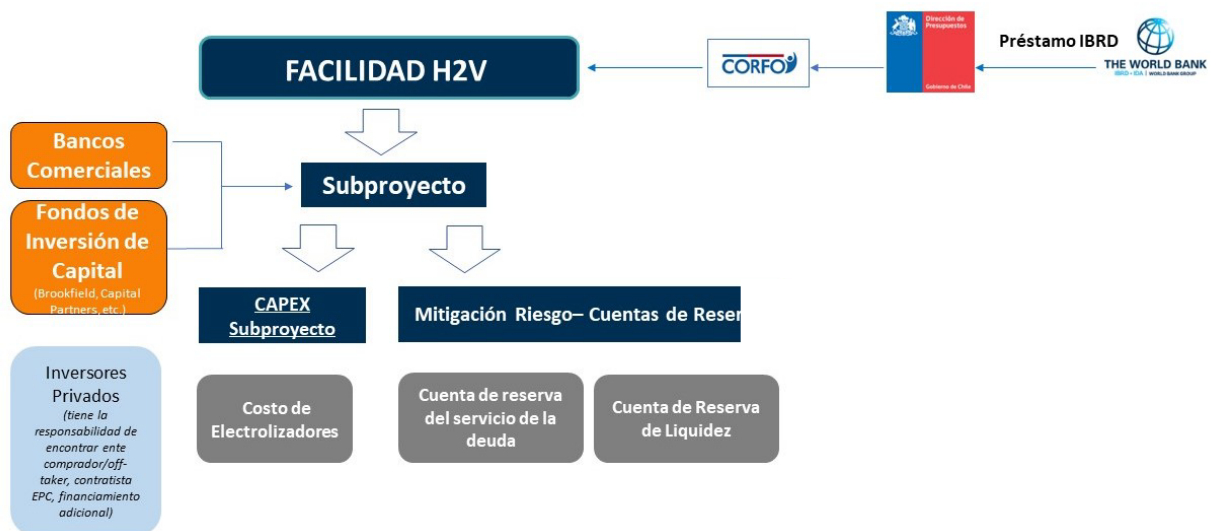 FACILIDAD H2V
CORFO
Dirección de
Presupuestos
Gobierno de Chile
Préstamo IBRD
THE WORLD BANK
IBRD • IDA | WORLD BANK GROUP
Bancos
Comerciales
Subproyecto
Fondos de
Inversión de
Capital
(Brookfield, Capital
Partners, etc.)
CAPEX
Subproyecto
Mitigación Riesgo– Cuentas de Reser
Inversores
Privados
(tiene la
responsabilidad de
encontrar ente
comprador/off-
taker, contratista
EPC, financiamiento
adicional)
Costo de
Electrolizadores
Cuenta de reserva
del servicio de la
deuda
Cuenta de Reserva
de Liquidez